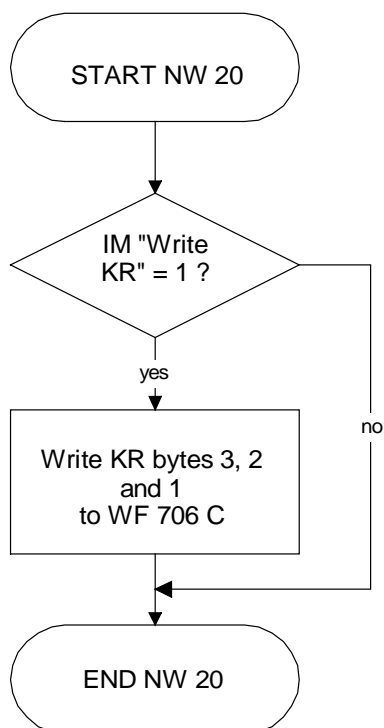 START NW 20
IM "Write
KR" = 1 ?
yes
no
Write KR bytes 3, 2
and 1
to WF 706 C
END NW 20